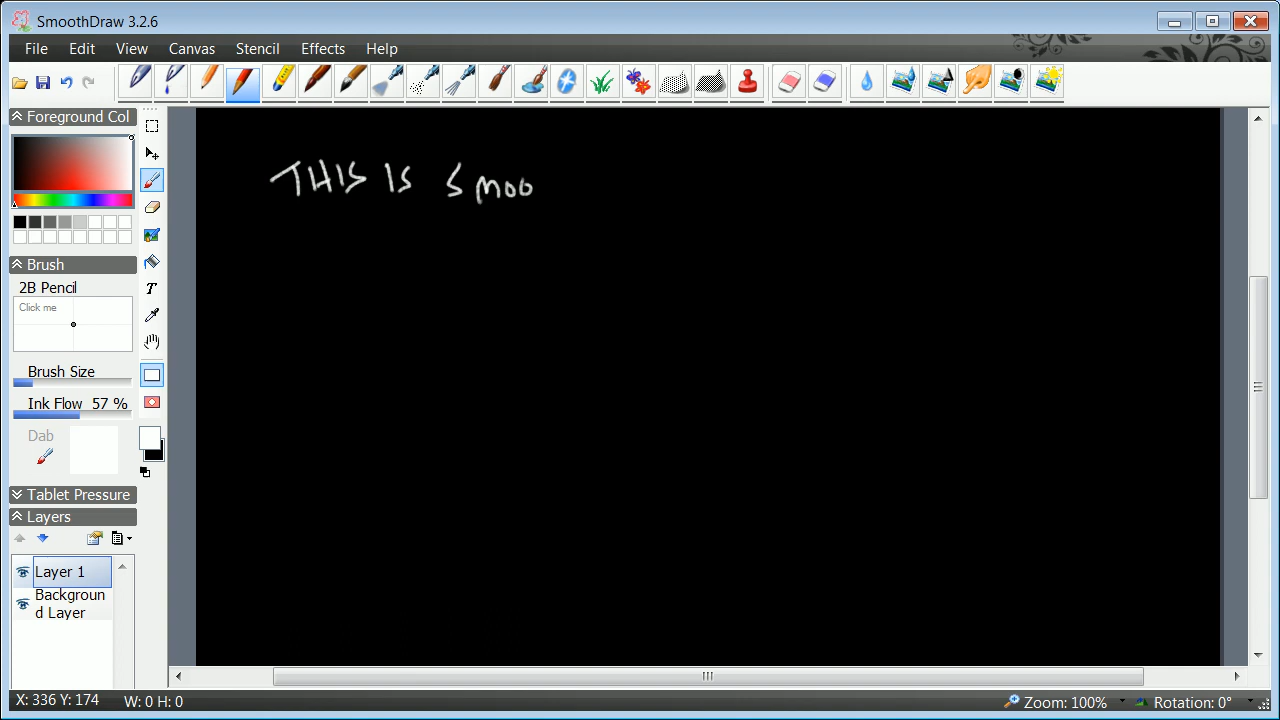 SmoothDraw 3.2.6
File Edit View Canvas Stencil Effects Help
Foreground Col
THIS IS SMOO
Brush
2B Pencil
Click me
Brush Size
Ink Flow 57 %
Dab
Tablet Pressure
Layers
Layer 1
Backgroun
d Layer
X: 336 Y: 174 W: 0 H: 0 Zoom: 100% Rotation: 0°